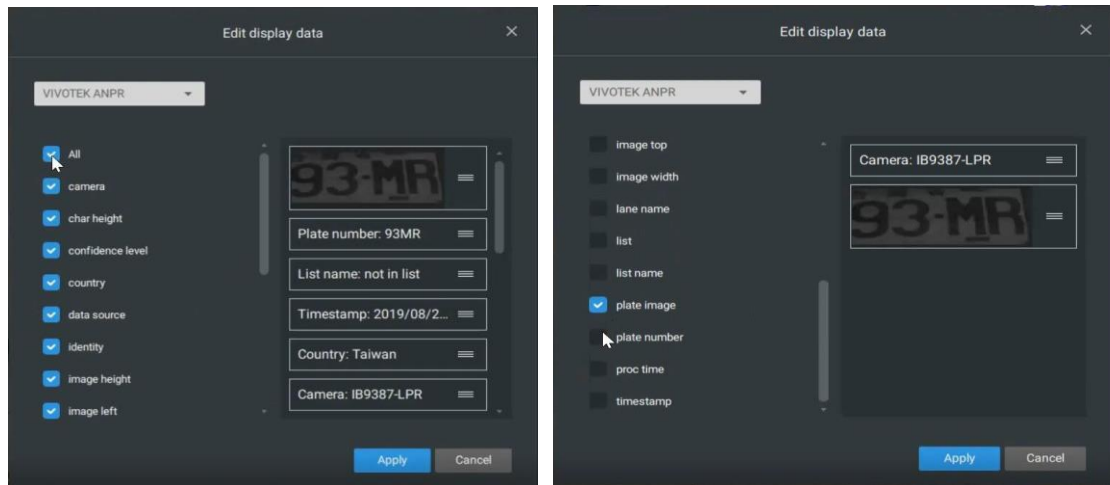 Edit display data
VIVOTEK ANPR
All
camera
char height
confidence level
country
data source
identity
image height
image left
93-MR
Plate number: 93MR
List name: not in list
Timestamp: 2019/08/2...
Country: Taiwan
Camera: IB9387-LPR
Apply
Cancel
Edit display data
VIVOTEK ANPR
image top
image width
lane name
list
list name
plate image
plate number
proc time
timestamp
Camera: IB9387-LPR
93-MR
Apply
Cancel